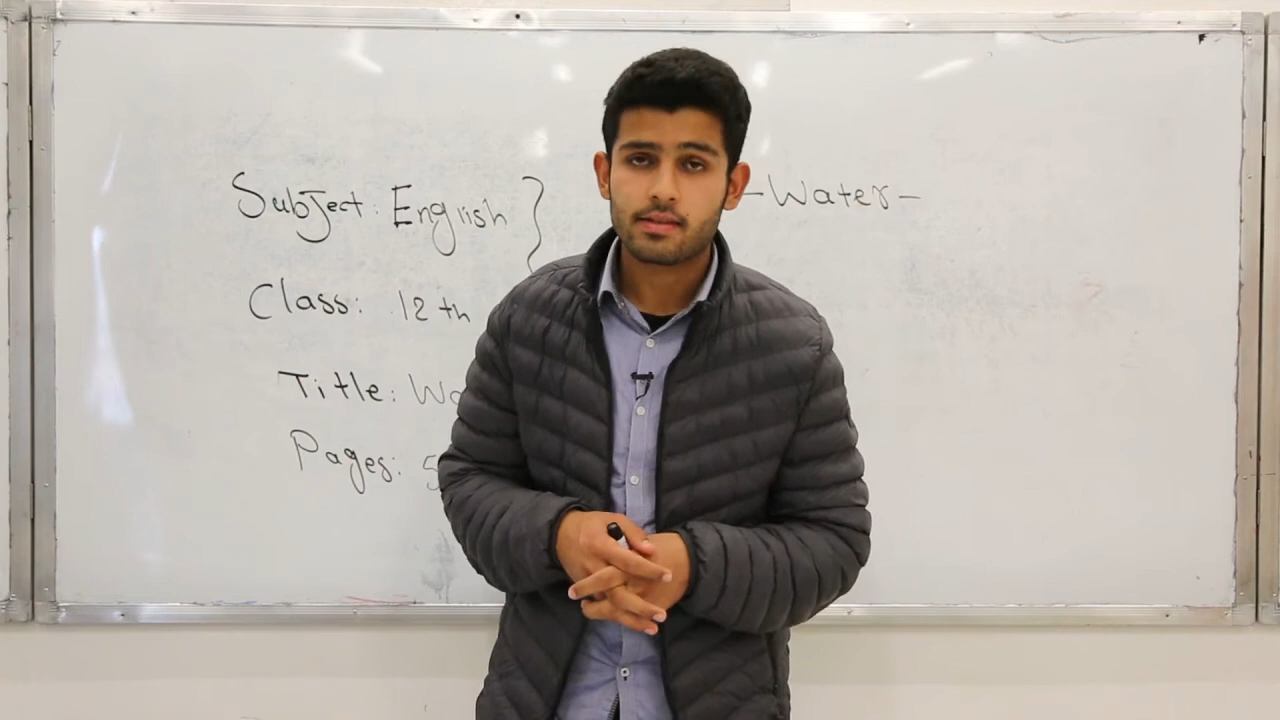 Subject: English } - Water -
Class: 12 th
Title:
Pages: